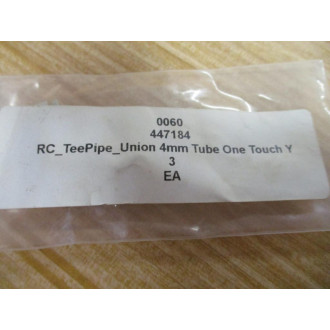 0060
447184
RC_TeePipe_Union 4mm Tube One Touch Y
3
EA